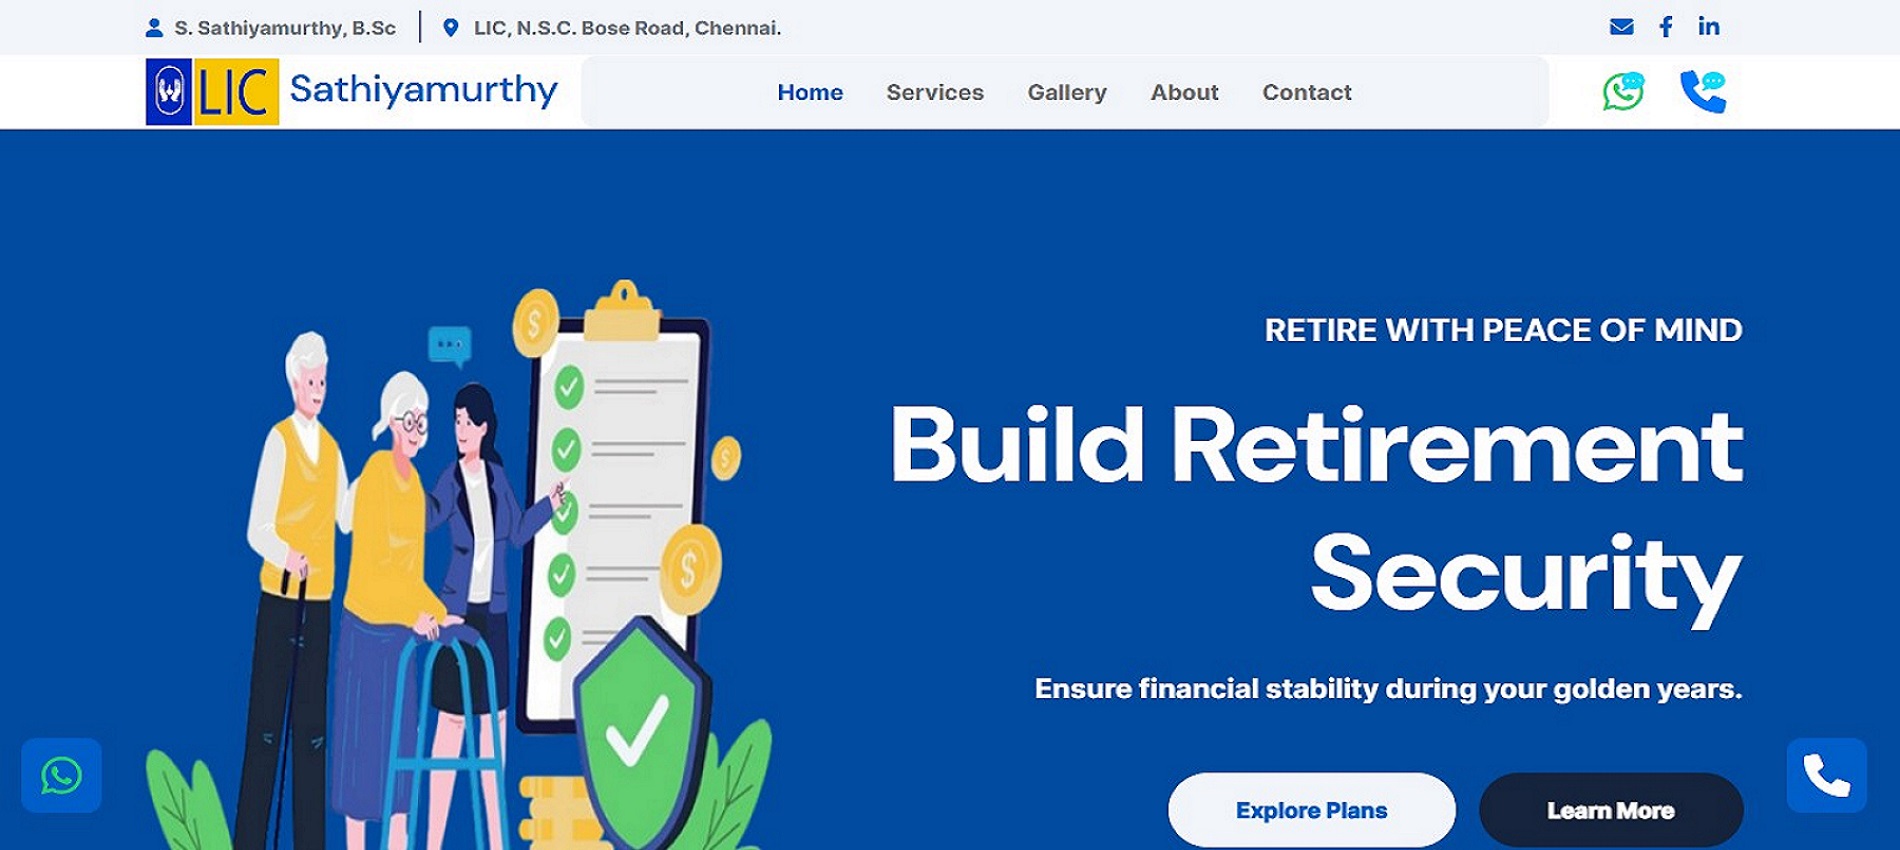 S. Sathiyamurthy, B.Sc
LIC, N.S.C. Bose Road, Chennai.
LIC Sathiyamurthy
Home Services Gallery About Contact
RETIRE WITH PEACE OF MIND
Build Retirement
Security
Ensure financial stability during your golden years.
Explore Plans
Learn More